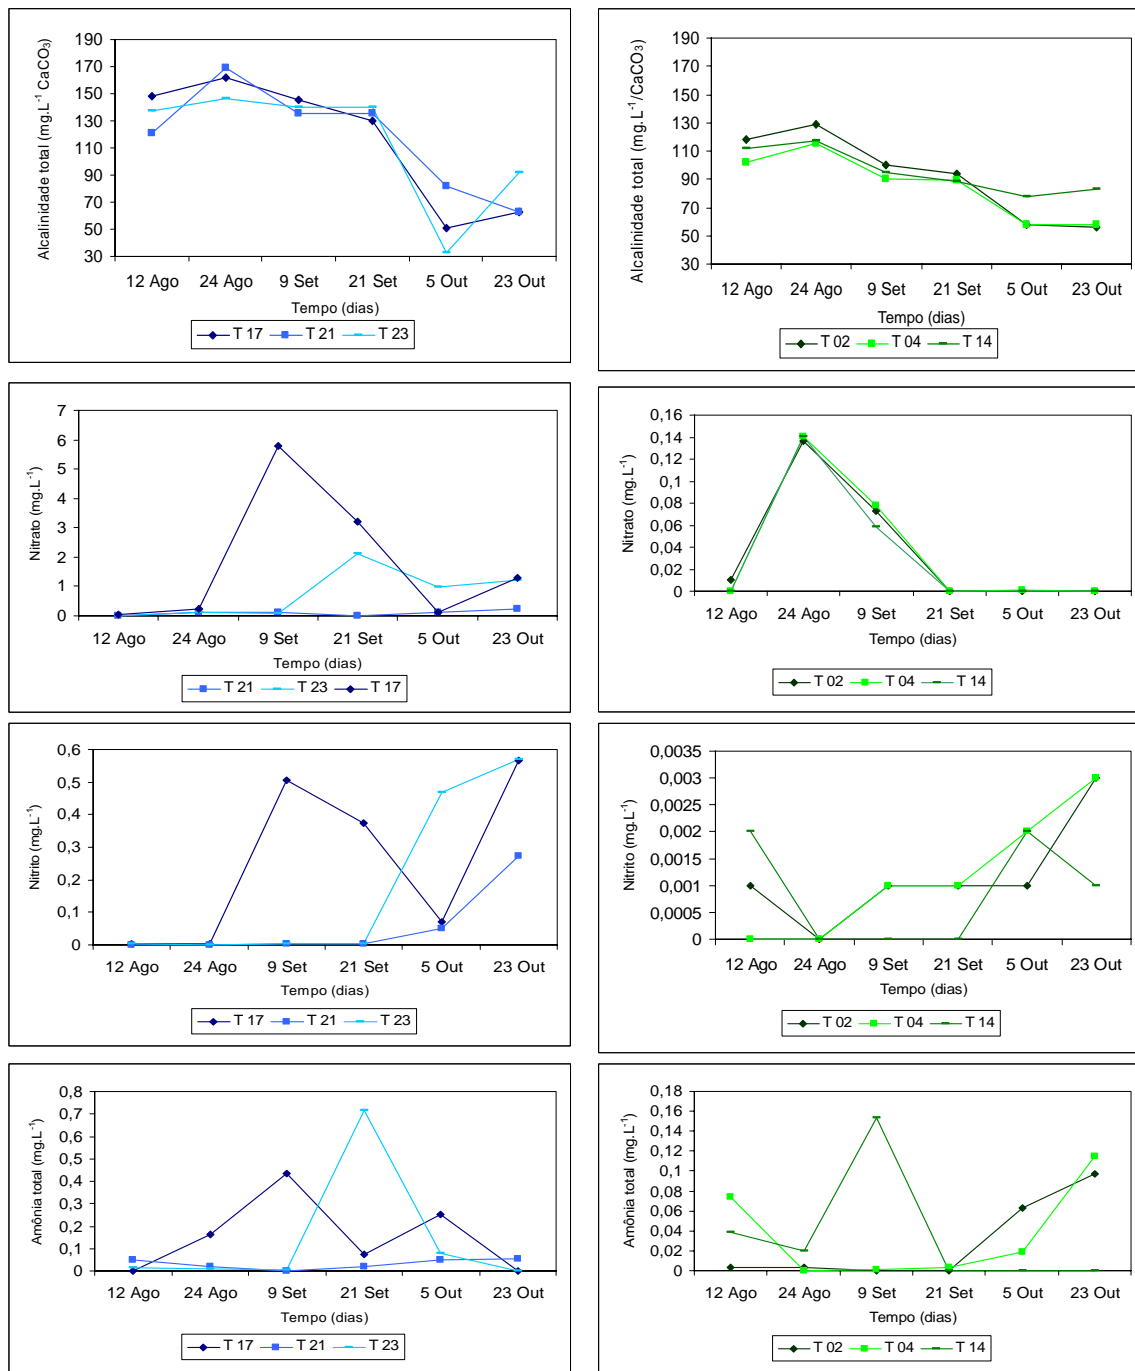 Alcalinidade total (mg.L-1 CaCO3)
190
170
150
130
110
90
70
50
30
12 Ago 24 Ago 9 Set 21 Set 5 Out 23 Out
Tempo (dias)
T 17 T 21 T 23
Alcalinidade total (mg.L-1/CaCO3)
190
170
150
130
110
90
70
50
30
12 Ago 24 Ago 9 Set 21 Set 5 Out 23 Out
Tempo (dias)
T 02 T 04 T 14
Nitrato (mg.L-1)
7
6
5
4
3
2
1
0
12 Ago 24 Ago 9 Set 21 Set 5 Out 23 Out
Tempo (dias)
T 21 T 23 T 17
Nitrato (mg.L-1)
0,16
0,14
0,12
0,1
0,08
0,06
0,04
0,02
0
12 Ago 24 Ago 9 Set 21 Set 5 Out 23 Out
Tempo (dias)
T 02 T 04 T 14
Nitrito (mg.L-1)
0,6
0,5
0,4
0,3
0,2
0,1
0
12 Ago 24 Ago 9 Set 21 Set 5 Out 23 Out
Tempo (dias)
T 17 T 21 T 23
Nitrito (mg.L-1)
0,0035
0,003
0,0025
0,002
0,0015
0,001
0,0005
0
12 Ago 24 Ago 9 Set 21 Set 5 Out 23 Out
Tempo (dias)
T 02 T 04 T 14
Amônia total (mg.L-1)
0,8
0,7
0,6
0,5
0,4
0,3
0,2
0,1
0
12 Ago 24 Ago 9 Set 21 Set 5 Out 23 Out
Tempo (dias)
T 17 T 21 T 23
Amônia total (mg.L-1)
0,18
0,16
0,14
0,12
0,1
0,08
0,06
0,04
0,02
0
12 Ago 24 Ago 9 Set 21 Set 5 Out 23 Out
Tempo (dias)
T 02 T 04 T 14